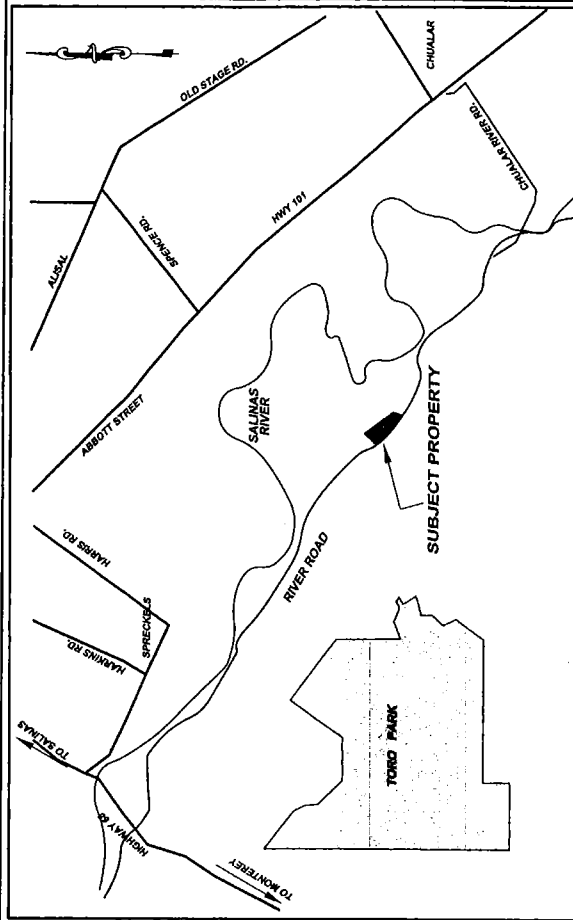 OLD STAGE RD.
CHUALAR
ALISAL
SPENCE RD.
HWY 101
CHUALAR RIVER RD.
ABBOTT STREET
SALINAS
RIVER
HARRIS RD.
SPRECKELS
HARKINS RD.
RIVER ROAD
SUBJECT PROPERTY
TO SALINAS
HIGHWAY 68
TORO PARK
TO MONTEREY